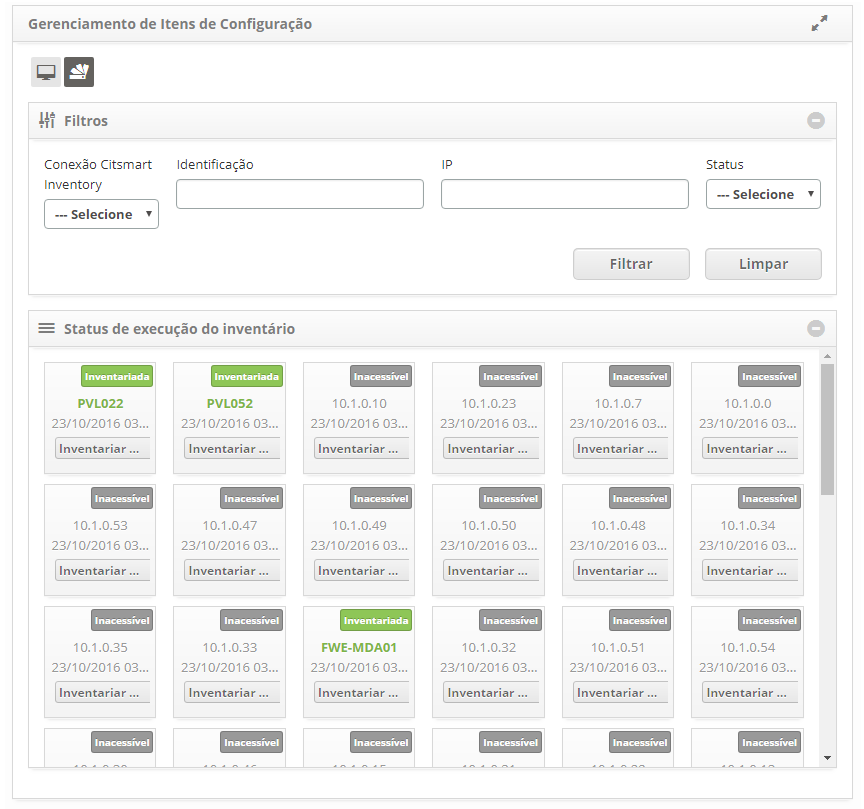 Gerenciamento de Itens de Configuração
Filtros
Conexão Citsmart Inventory
Identificação
IP
Status
--- Selecione
--- Selecione
Filtrar
Limpar
Status de execução do inventário
Inventariada Inventariada Inacessível Inacessível Inacessível Inacessível
PVL022 PVL052 10.1.0.10 10.1.0.23 10.1.0.7 10.1.0.0
23/10/2016 03... 23/10/2016 03... 23/10/2016 03... 23/10/2016 03... 23/10/2016 03... 23/10/2016 03...
Inventariar ... Inventariar ... Inventariar ... Inventariar ... Inventariar ... Inventariar ...
Inacessível Inacessível Inacessível Inacessível Inacessível Inacessível
10.1.0.53 10.1.0.47 10.1.0.49 10.1.0.50 10.1.0.48 10.1.0.34
23/10/2016 03... 23/10/2016 03... 23/10/2016 03... 23/10/2016 03... 23/10/2016 03... 23/10/2016 03...
Inventariar ... Inventariar ... Inventariar ... Inventariar ... Inventariar ... Inventariar ...
Inacessível Inacessível Inventariada Inacessível Inacessível Inacessível
10.1.0.35 10.1.0.33 FWE-MDA01 10.1.0.32 10.1.0.51 10.1.0.54
23/10/2016 03... 23/10/2016 03... 23/10/2016 03... 23/10/2016 03... 23/10/2016 03... 23/10/2016 03...
Inventariar ... Inventariar ... Inventariar ... Inventariar ... Inventariar ... Inventariar ...
Inacessível Inacessível Inacessível Inacessível Inacessível Inacessível